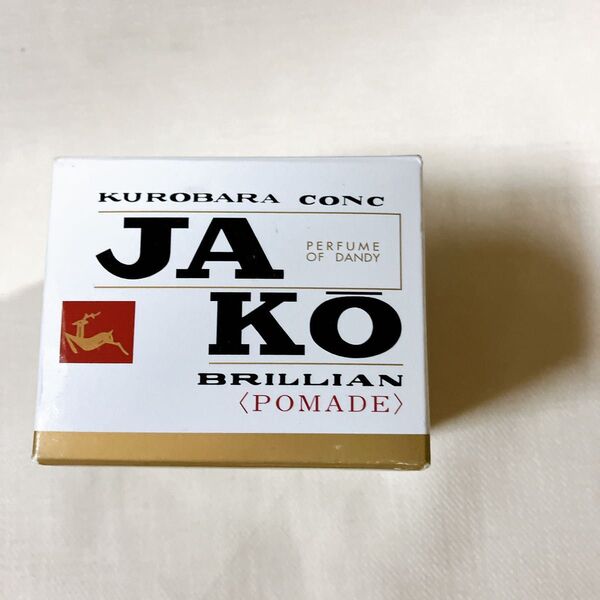 KUROBARA CONC
JA
PERFUME
OF DANDY
KŌ
BRILLIAN
〈POMADE〉